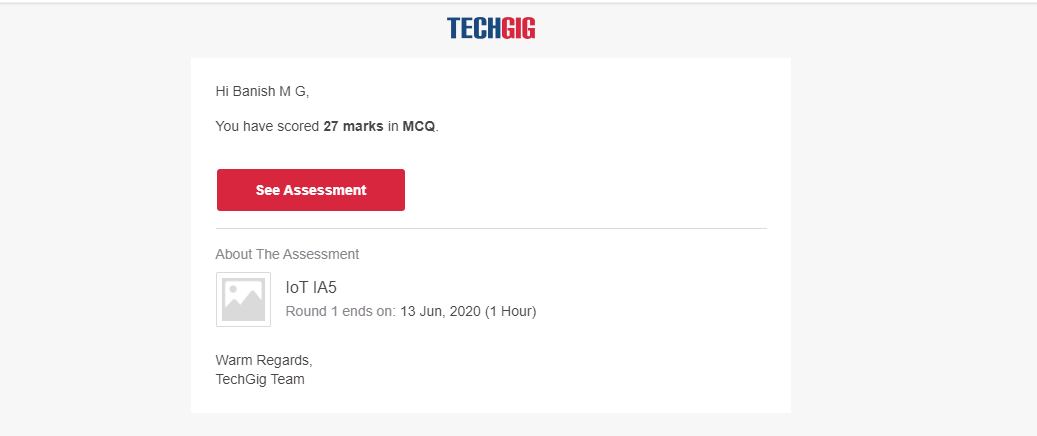 TECHGIG
Hi Banish M G,
You have scored 27 marks in MCQ.
See Assessment
About The Assessment
IoT IA5
Round 1 ends on: 13 Jun, 2020 (1 Hour)
Warm Regards,
TechGig Team